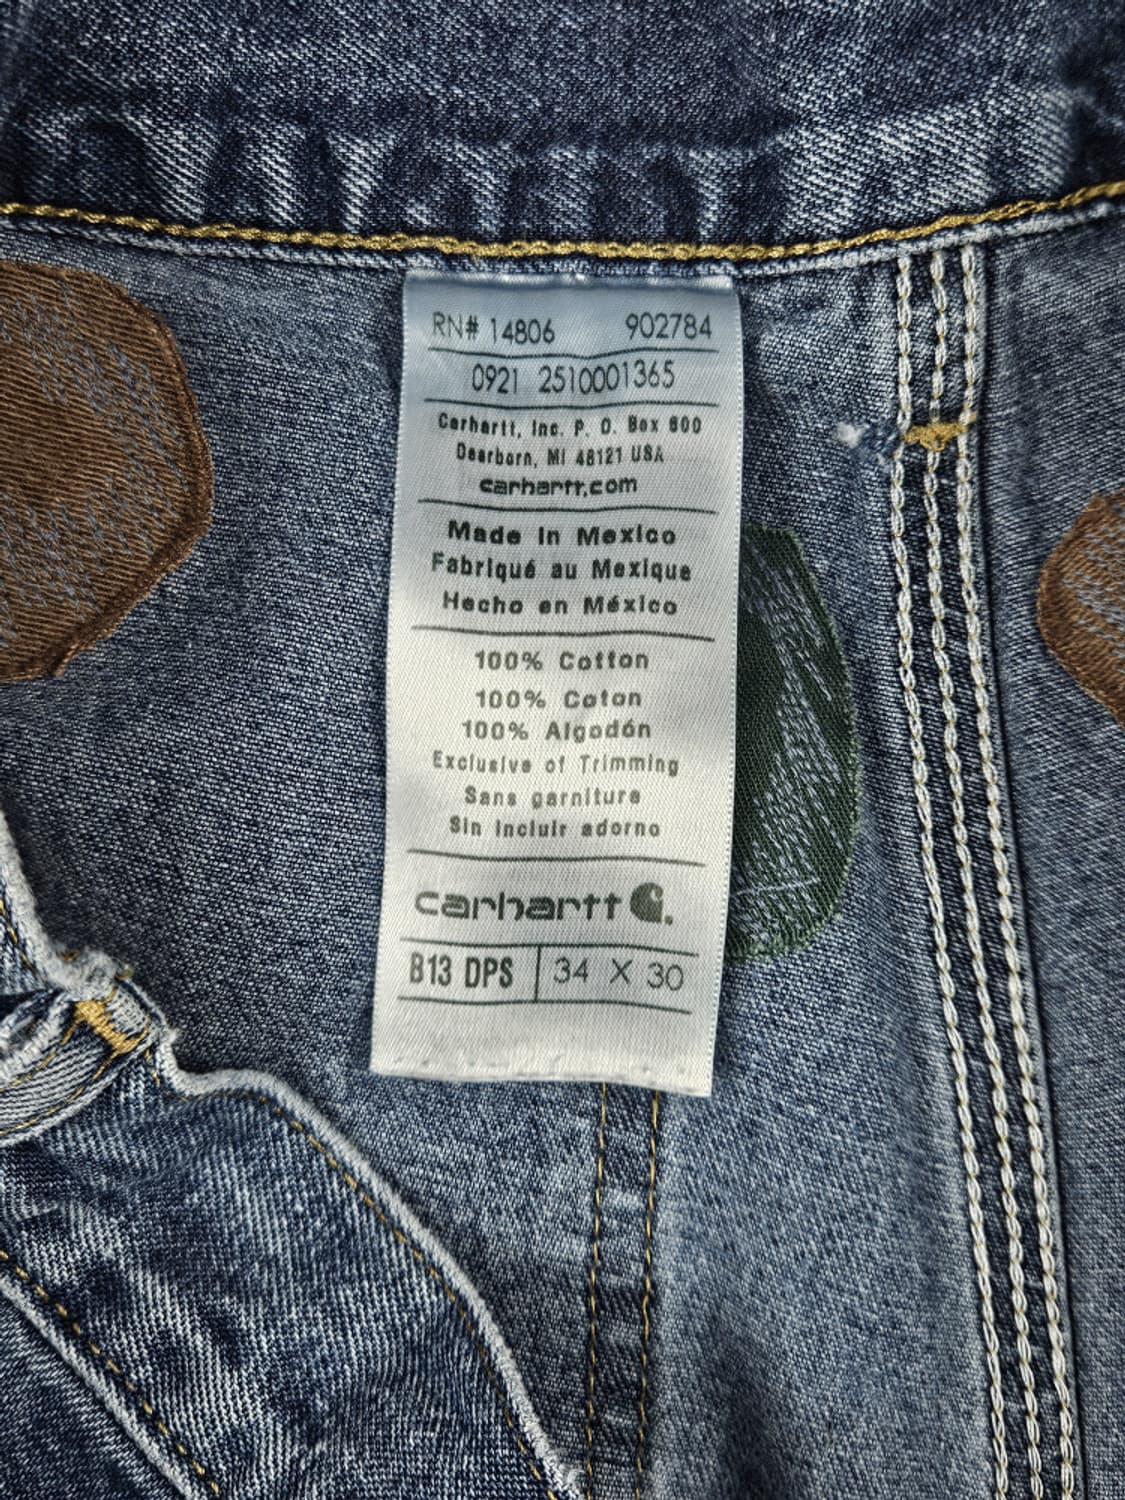 RN# 14806 902784
0921 2510001365
Carhartt, Inc. P. O. Box 600
Dearborn, MI 48121 USA
carhartt.com
Made in Mexico
Fabriqué au Mexique
Hecho en México
100% Cotton
100% Coton
100% Algodón
Exclusive of Trimming
Sans garniture
Sin incluir adorno
carhartt
B13 DPS 34 X 30